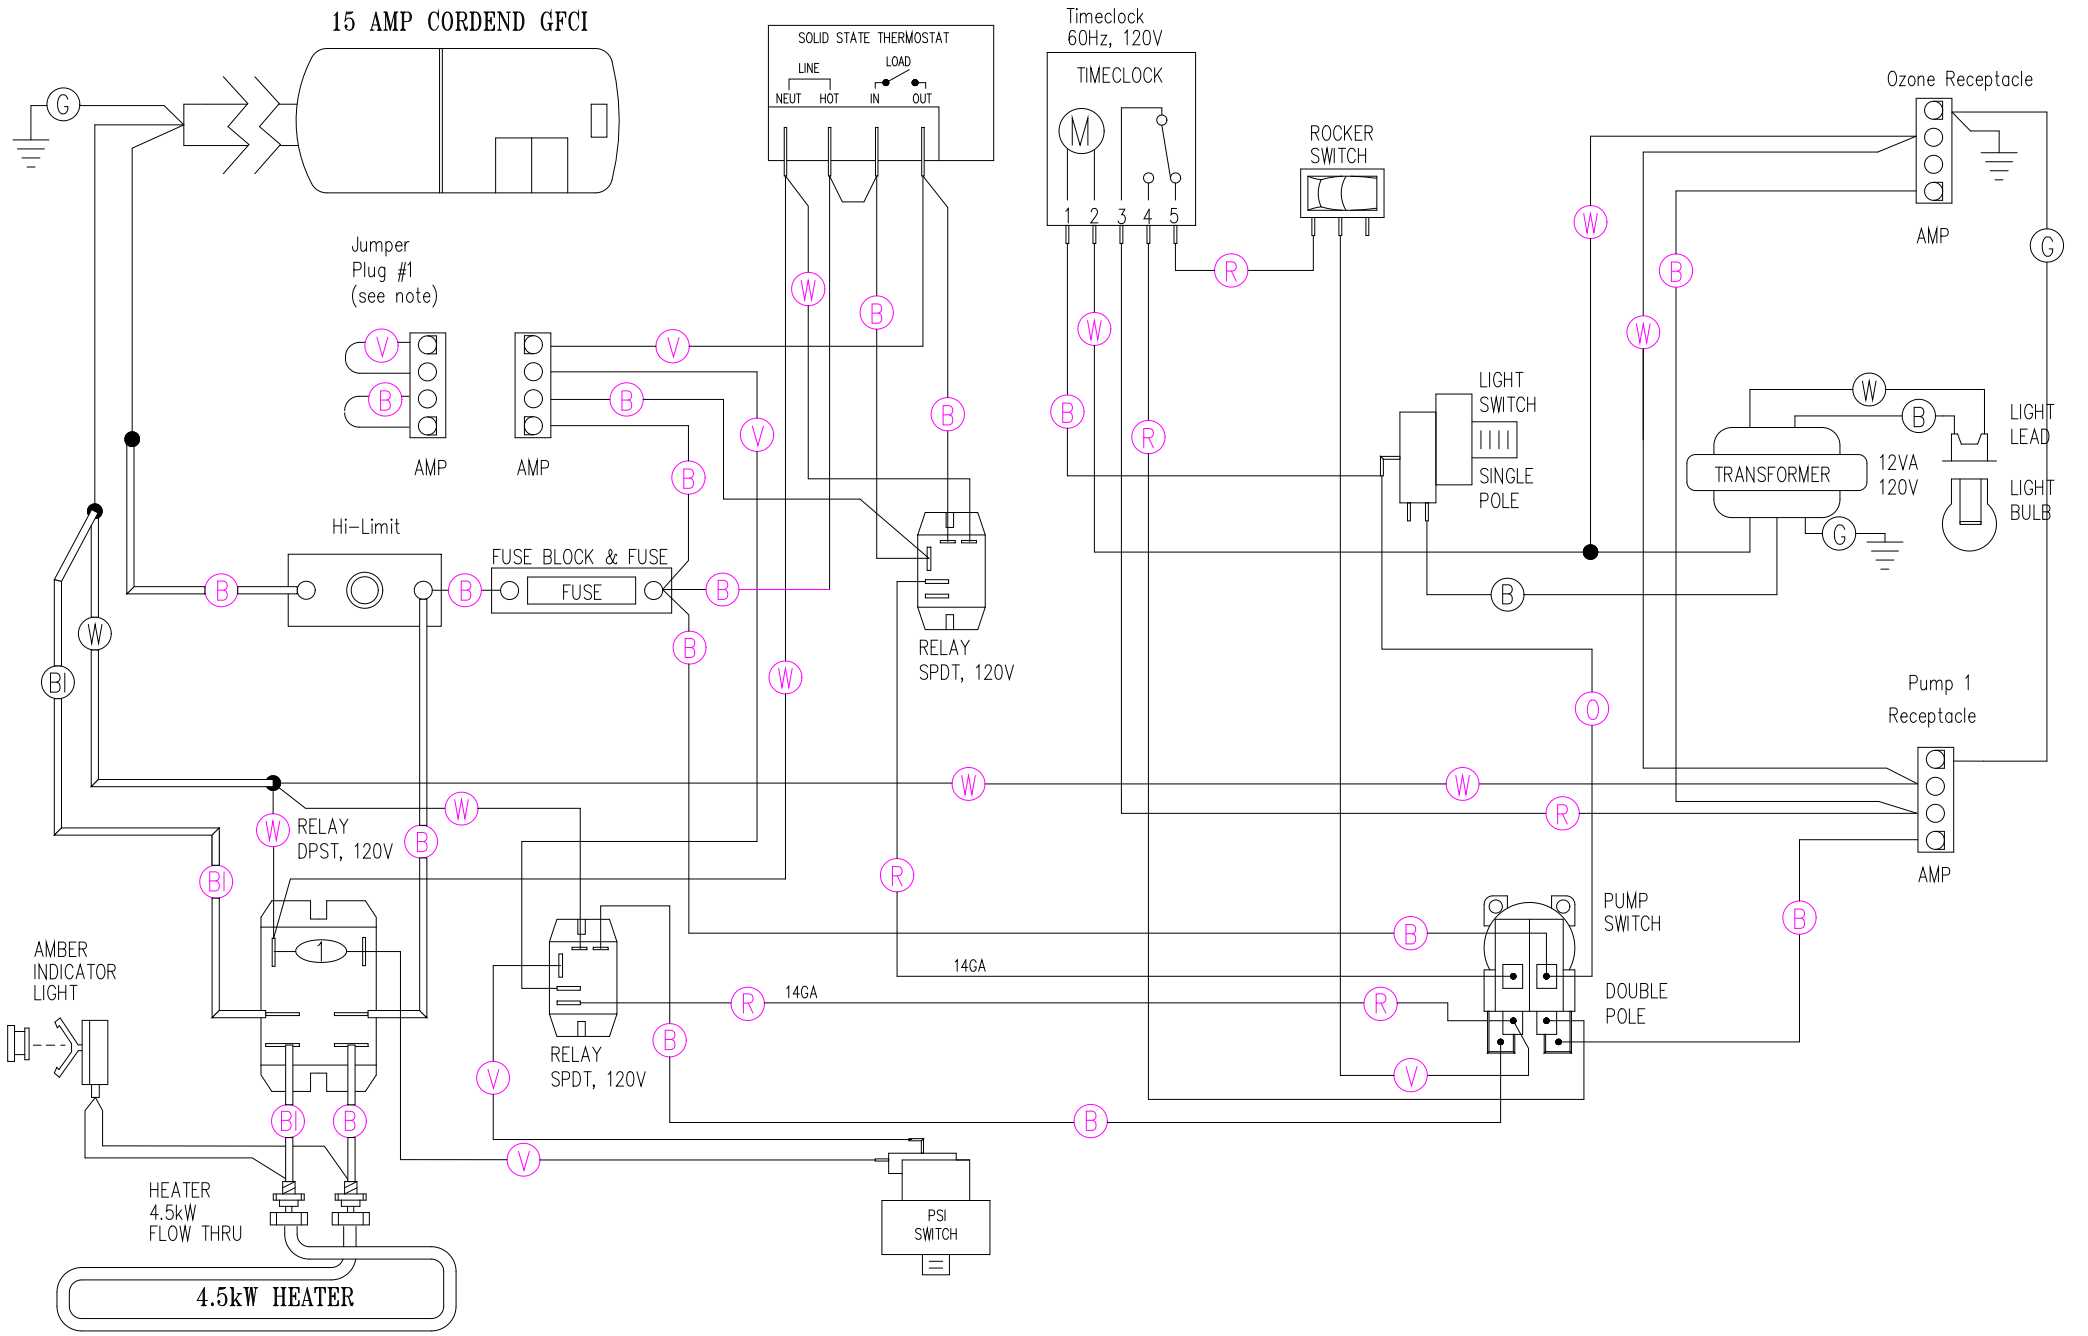 15 AMP CORDEND GFCI
G
SOLID STATE THERMOSTAT
LINE
LOAD
NEUT HOT IN OUT
Timeclock
60Hz, 120V
TIMECLOCK
M
1 2 3 4 5
ROCKER
SWITCH
R
Ozone Receptacle
AMP
W
B
W
G
Jumper
Plug #1
(see note)
V
B
AMP
AMP
V
B
V
B
W
B
B
W
B
R
LIGHT
SWITCH
SINGLE
POLE
W
B
G
TRANSFORMER
12VA
120V
LIGHT
LEAD
LIGHT
BULB
Hi-Limit
B
B
FUSE BLOCK & FUSE
FUSE
B
B
W
BI
W
RELAY
SPDT, 120V
B
O
Pump 1
Receptacle
AMP
W
W
R
B
W
W
RELAY
DPST, 120V
B
BI
R
1
AMBER
INDICATOR
LIGHT
RELAY
SPDT, 120V
R
14GA
14GA
B
R
PUMP
SWITCH
DOUBLE
POLE
V
B
V
B
BI
B
V
HEATER
4.5kW
FLOW THRU
4.5kW HEATER
PSI
SWITCH